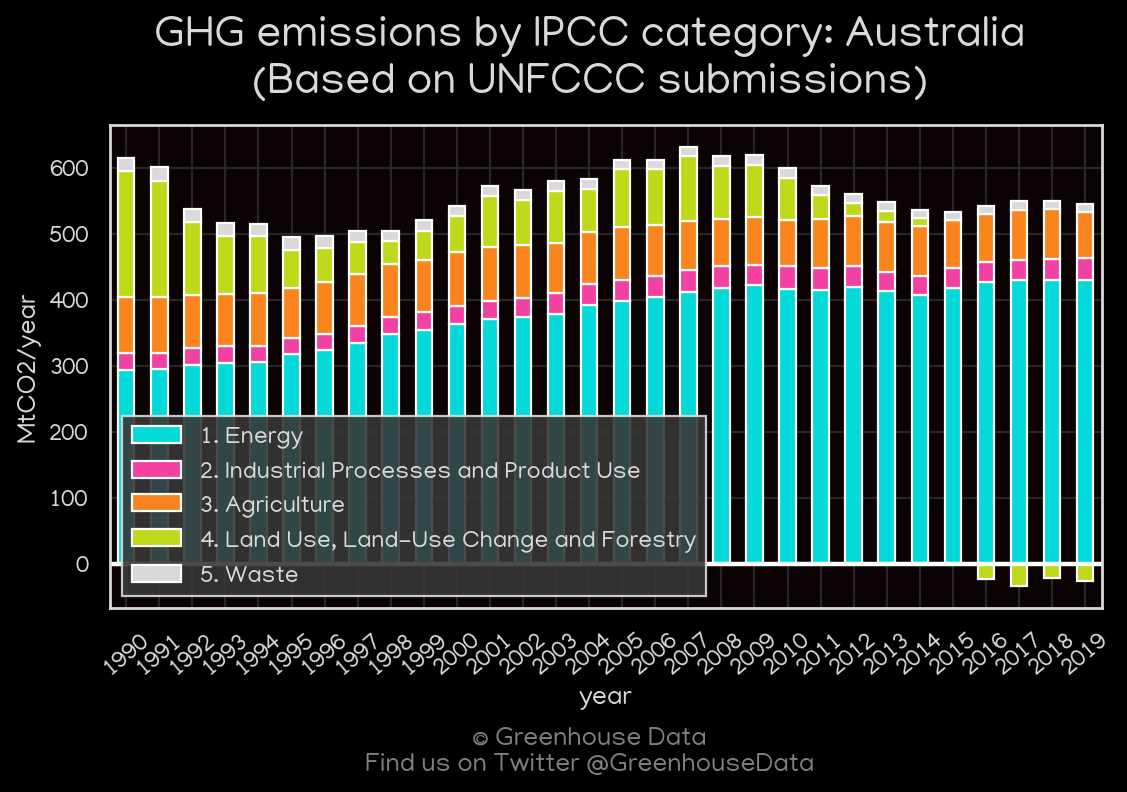 GHG emissions by IPCC category: Australia
(Based on UNFCCC submissions)
MtCO2/year
600
500
400
300
200
100
0
1. Energy
2. Industrial Processes and Product Use
3. Agriculture
4. Land Use, Land-Use Change and Forestry
5. Waste
1990 1991 1992 1993 1994 1995 1996 1997 1998 1999 2000 2001 2002 2003 2004 2005 2006 2007 2008 2009 2010 2011 2012 2013 2014 2015 2016 2017 2018 2019
year
© Greenhouse Data
Find us on Twitter @GreenhouseData